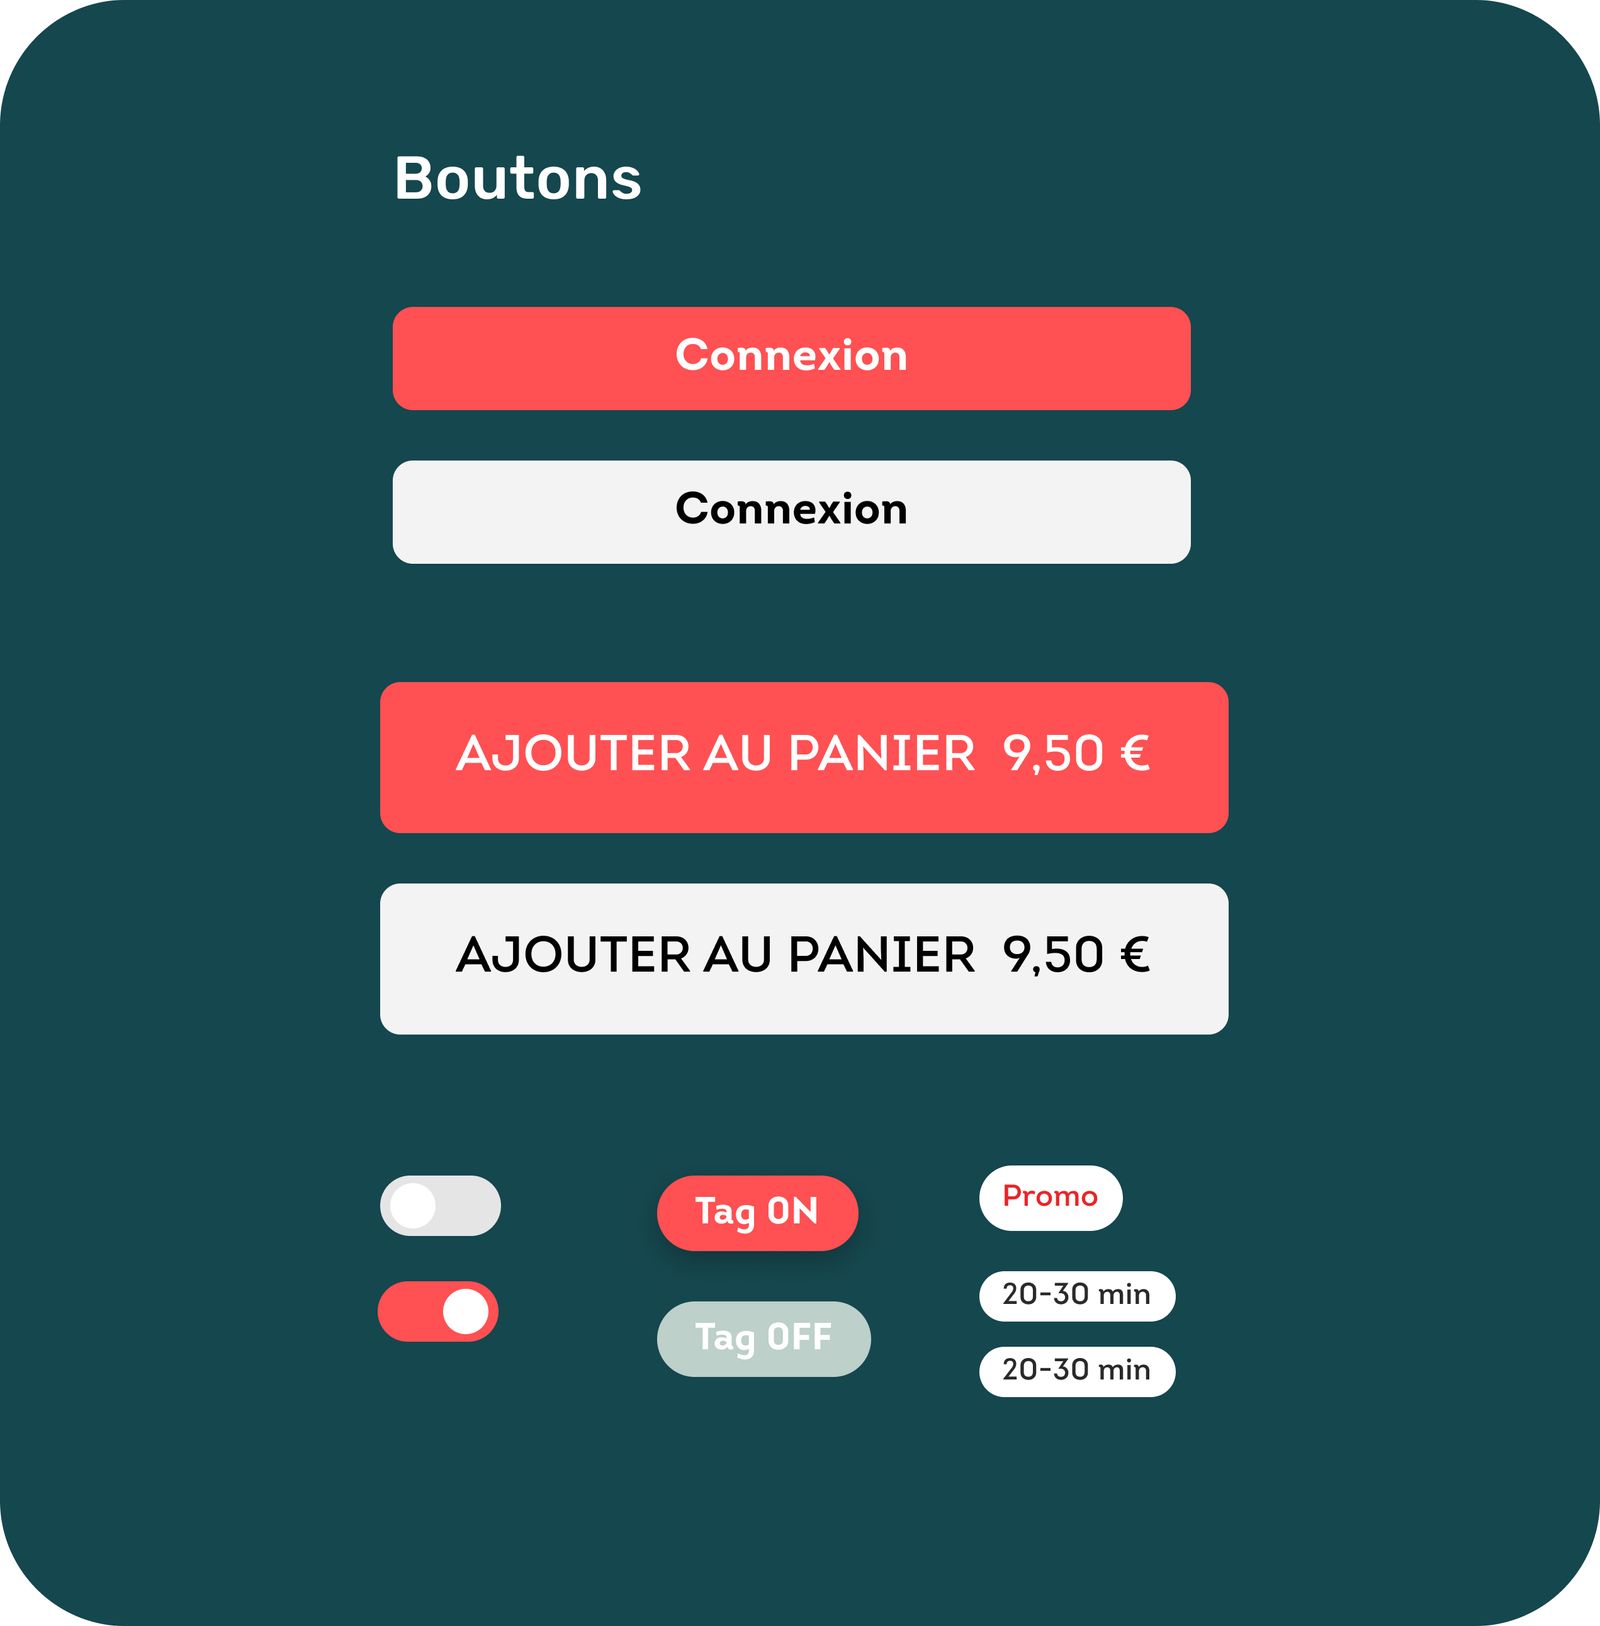 Boutons
Connexion
Connexion
AJOUTER AU PANIER 9,50 €
AJOUTER AU PANIER 9,50 €
Tag ON
Tag OFF
Promo
20-30 min
20-30 min